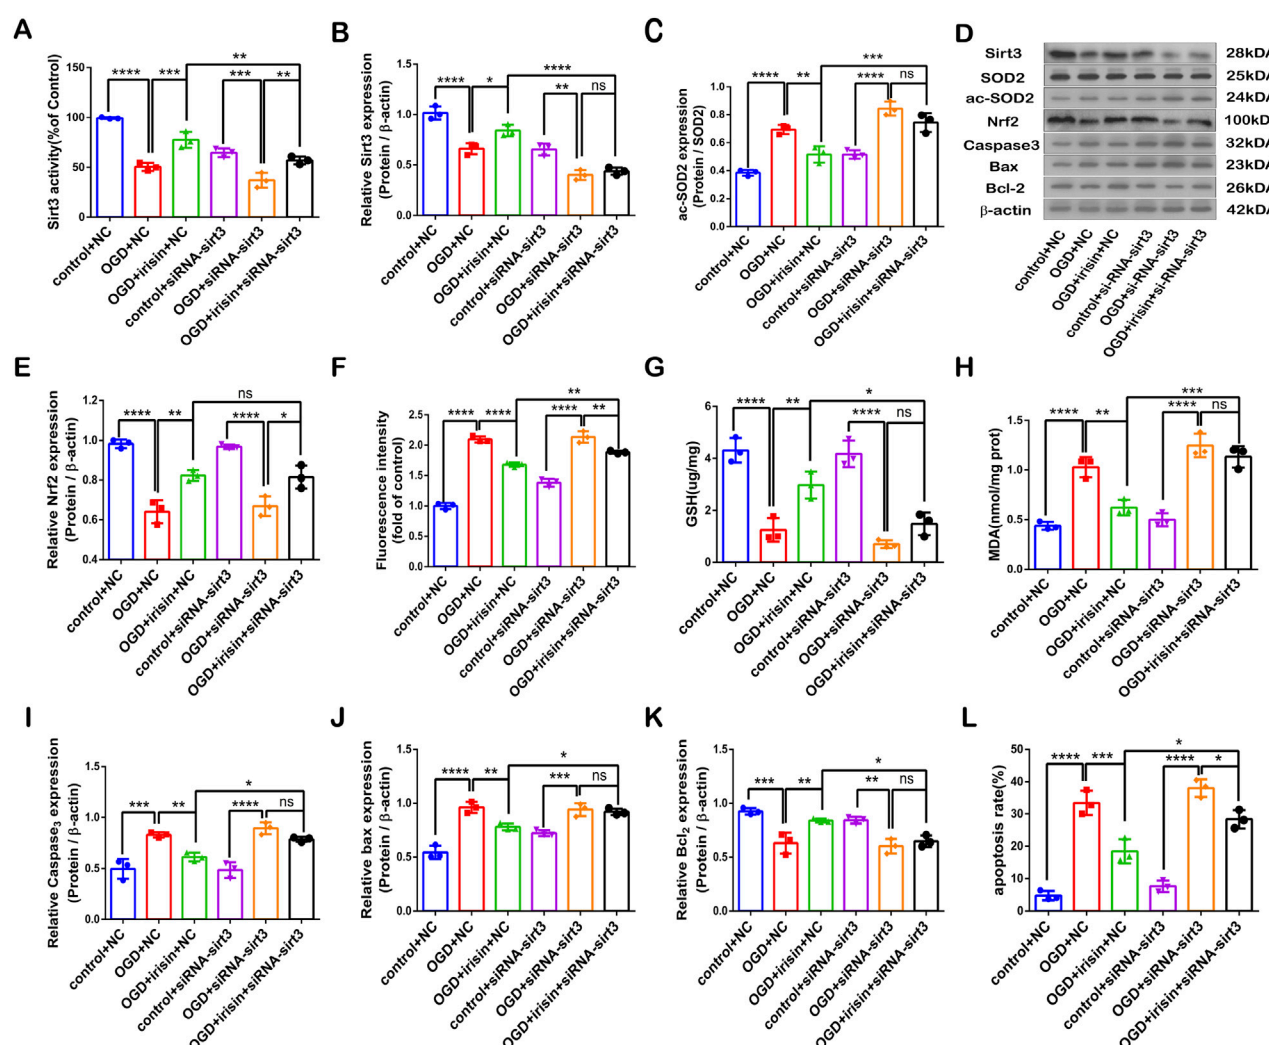 A
Sirt3 activity(% of Control)
150
100
50
0
****
***
**
***
**
control+NC
OGD+NC
OGD+irisin+NC
control+siRNA-sirt3
OGD+siRNA-sirt3
OGD+irisin+siRNA-sirt3
B
Relative Sirt3 expression
(Protein / β-actin)
1.5
1.0
0.5
0.0
****
*
****
**
ns
control+NC
OGD+NC
OGD+irisin+NC
control+siRNA-sirt3
OGD+siRNA-sirt3
OGD+irisin+siRNA-sirt3
C
ac-SOD2 expression
(Protein / SOD2)
1.0
0.8
0.6
0.4
0.2
0.0
****
**
***
****
ns
control+NC
OGD+NC
OGD+irisin+NC
control+siRNA-sirt3
OGD+siRNA-sirt3
OGD+irisin+siRNA-sirt3
D
Sirt3 28kDA
SOD2 25kDA
ac-SOD2 24kDA
Nrf2 100kD
Caspase3 32kDA
Bax 23kDA
Bcl-2 26kDA
β-actin 42kDA
control+NC
OGD+NC
OGD+irisin+NC
control+si-RNA-sirt3
OGD+si-RNA-sirt3
OGD+irisin+si-RNA-sirt3
E
Relative Nrf2 expression
(Protein / β-actin)
1.2
1.0
0.8
0.6
0.4
****
**
ns
****
*
control+NC
OGD+NC
OGD+irisin+NC
control+siRNA-sirt3
OGD+siRNA-sirt3
OGD+irisin+siRNA-sirt3
F
Fluorescence intensity
(fold of control)
2.5
2.0
1.5
1.0
0.5
0.0
****
****
**
****
**
control+NC
OGD+NC
OGD+irisin+NC
control+siRNA-sirt3
OGD+siRNA-sirt3
OGD+irisin+siRNA-sirt3
G
GSH(ug/mg)
6
4
2
0
****
**
*
****
ns
control+NC
OGD+NC
OGD+irisin+NC
control+siRNA-sirt3
OGD+siRNA-sirt3
OGD+irisin+siRNA-sirt3
H
MDA(nmol/mg prot)
1.5
1.0
0.5
0.0
****
**
***
****
ns
control+NC
OGD+NC
OGD+irisin+NC
control+siRNA-sirt3
OGD+siRNA-sirt3
OGD+irisin+siRNA-sirt3
I
Relative Caspase3 expression
(Protein / β-actin)
1.5
1.0
0.5
0.0
***
**
*
****
ns
control+NC
OGD+NC
OGD+irisin+NC
control+siRNA-sirt3
OGD+siRNA-sirt3
OGD+irisin+siRNA-sirt3
J
Relative bax expression
(Protein / β-actin)
1.5
1.0
0.5
0.0
****
**
*
***
ns
control+NC
OGD+NC
OGD+irisin+NC
control+siRNA-sirt3
OGD+siRNA-sirt3
OGD+irisin+siRNA-sirt3
K
Relative Bcl2 expression
(Protein / β-actin)
1.5
1.0
0.5
0.0
***
**
*
**
ns
control+NC
OGD+NC
OGD+irisin+NC
control+siRNA-sirt3
OGD+siRNA-sirt3
OGD+irisin+siRNA-sirt3
L
apoptosis rate(%)
50
40
30
20
10
0
****
***
*
****
*
control+NC
OGD+NC
OGD+irisin+NC
control+siRNA-sirt3
OGD+siRNA-sirt3
OGD+irisin+siRNA-sirt3